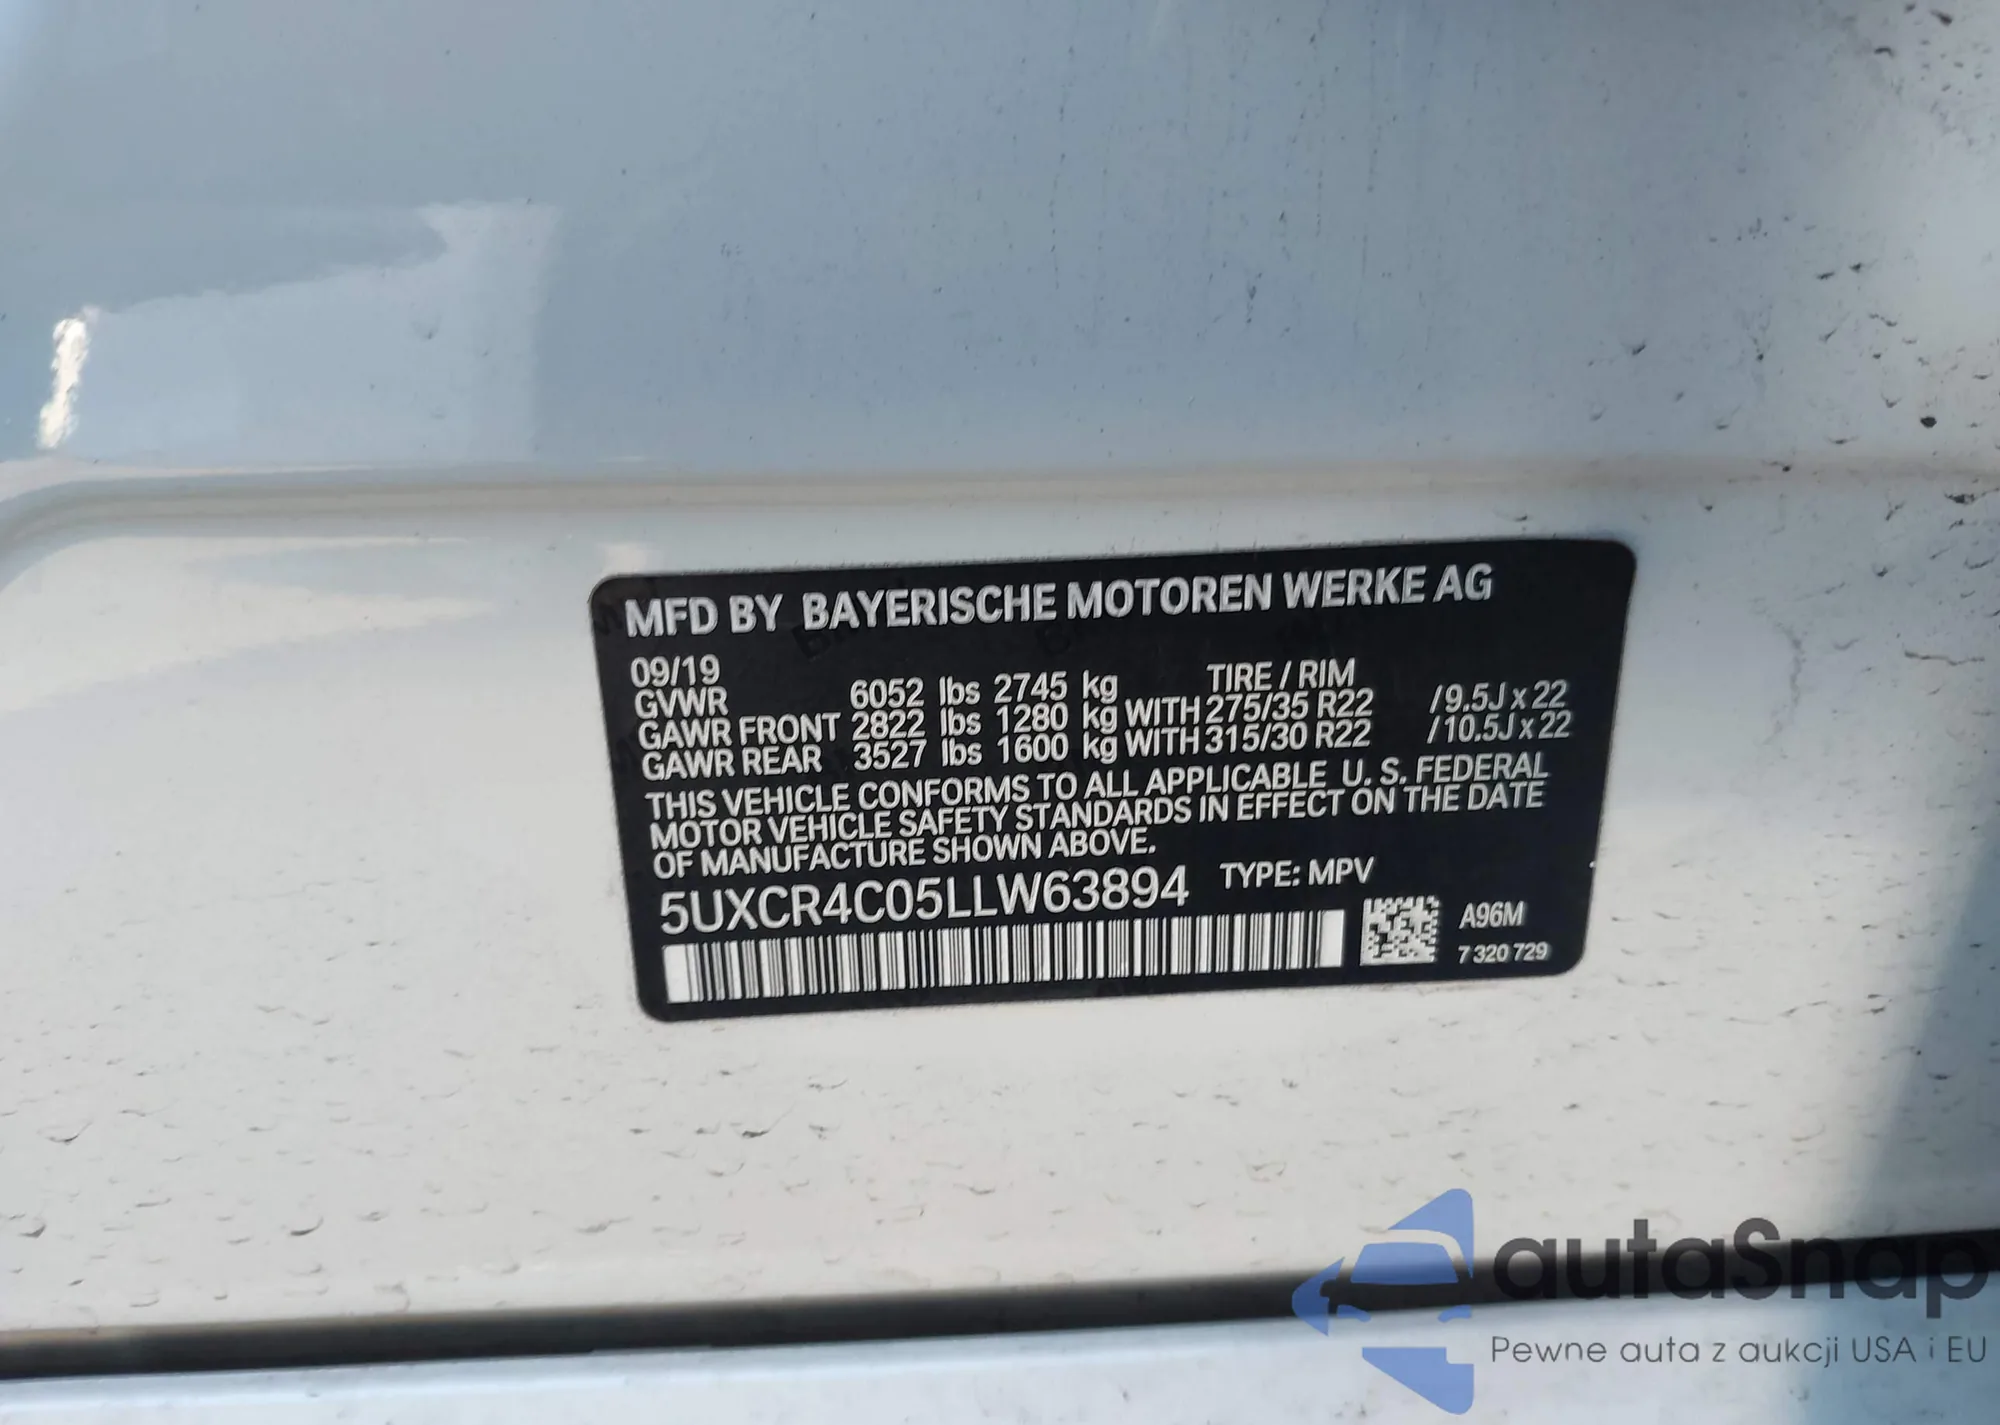 MFD BY BAYERISCHE MOTOREN WERKE AG
09/19 TIRE / RIM
GVWR 6052 lbs 2745 kg
GAWR FRONT 2822 lbs 1280 kg WITH 275/35 R22 /9.5J x 22
GAWR REAR 3527 lbs 1600 kg WITH 315/30 R22 /10.5J x 22
THIS VEHICLE CONFORMS TO ALL APPLICABLE U. S. FEDERAL
MOTOR VEHICLE SAFETY STANDARDS IN EFFECT ON THE DATE
OF MANUFACTURE SHOWN ABOVE.
5UXCR4C05LLW63894 TYPE: MPV
A96M
7 320 729
autaSnap
Pewne auta z aukcji USA i EU